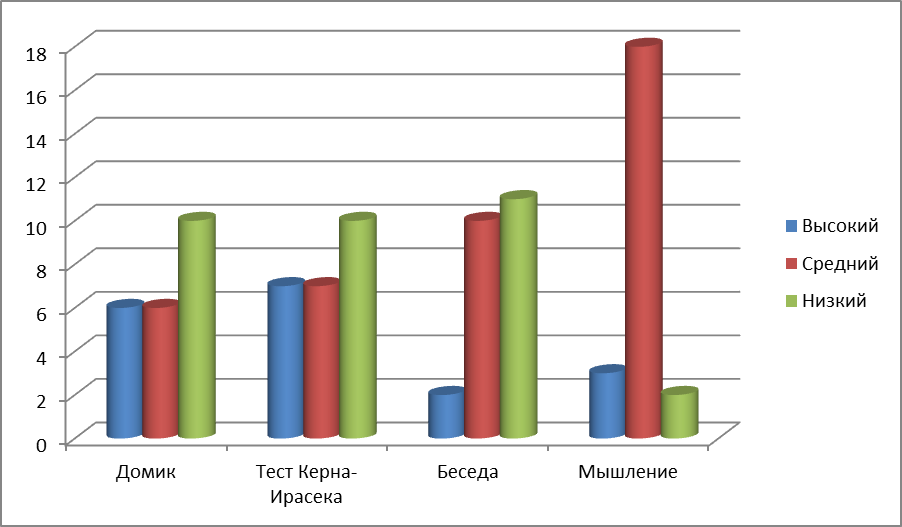 18
16
14
12
10
8
6
4
2
0
Домик
Тест Керна-
Ирасека
Беседа
Мышление
Высокий
Средний
Низкий